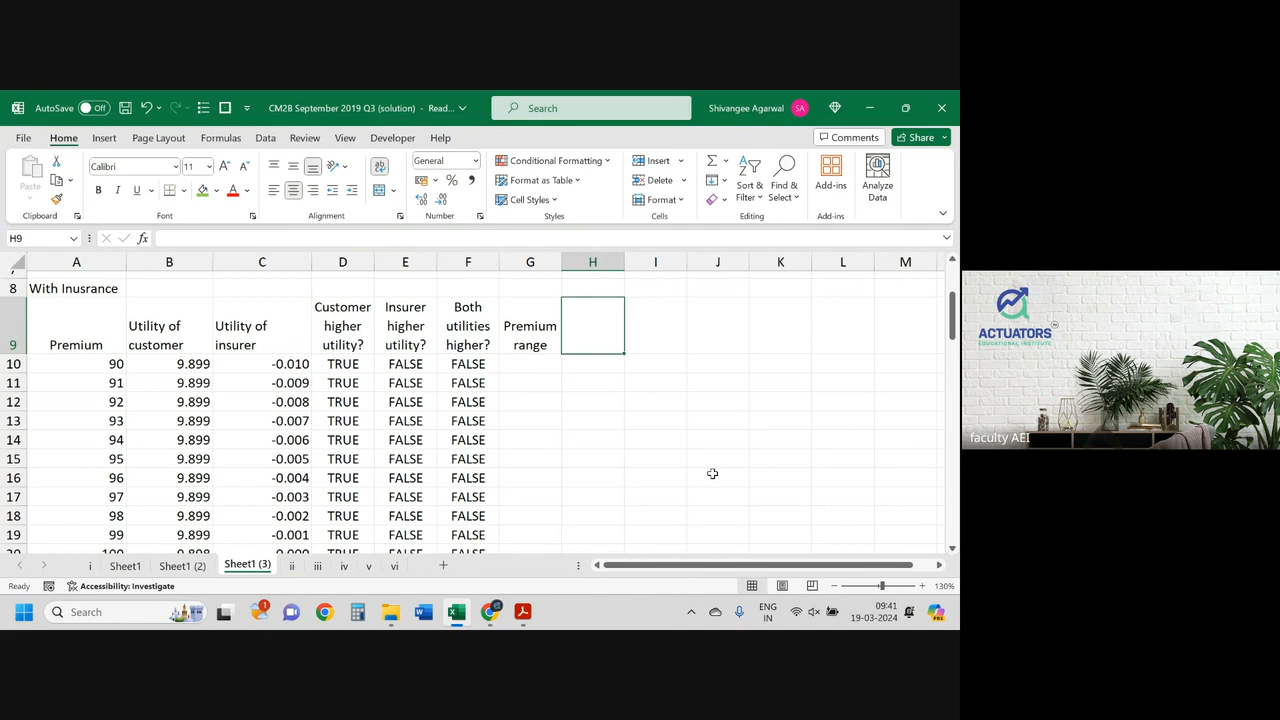 AutoSave Off CM2B September 2019 Q3 (solution) - Read... Search Shivangee Agarwal SA
File Home Insert Page Layout Formulas Data Review View Developer Help Comments Share
Paste Calibri 11 General Conditional Formatting Insert Sort & Filter Find & Select Add-ins Analyze Data
B I U A Format as Table Delete
Cell Styles Format
Clipboard Font Alignment Number Styles Cells Editing Add-ins
H9 fx
A B C D E F G H I J K L M
8 With Inusrance
9 Premium Utility of customer Utility of insurer Customer higher utility? Insurer higher utility? Both utilities higher? Premium range
10 90 9.899 -0.010 TRUE FALSE FALSE
11 91 9.899 -0.009 TRUE FALSE FALSE
12 92 9.899 -0.008 TRUE FALSE FALSE
13 93 9.899 -0.007 TRUE FALSE FALSE
14 94 9.899 -0.006 TRUE FALSE FALSE
15 95 9.899 -0.005 TRUE FALSE FALSE
16 96 9.899 -0.004 TRUE FALSE FALSE
17 97 9.899 -0.003 TRUE FALSE FALSE
18 98 9.899 -0.002 TRUE FALSE FALSE
19 99 9.899 -0.001 TRUE FALSE FALSE
i Sheet1 Sheet1 (2) Sheet1 (3) ii iii iv v vi
Ready Accessibility: Investigate 130%
Search 1 ENG IN 09:41 19-03-2024
ACTUATORS
EDUCATIONAL INSTITUTE
faculty AEI